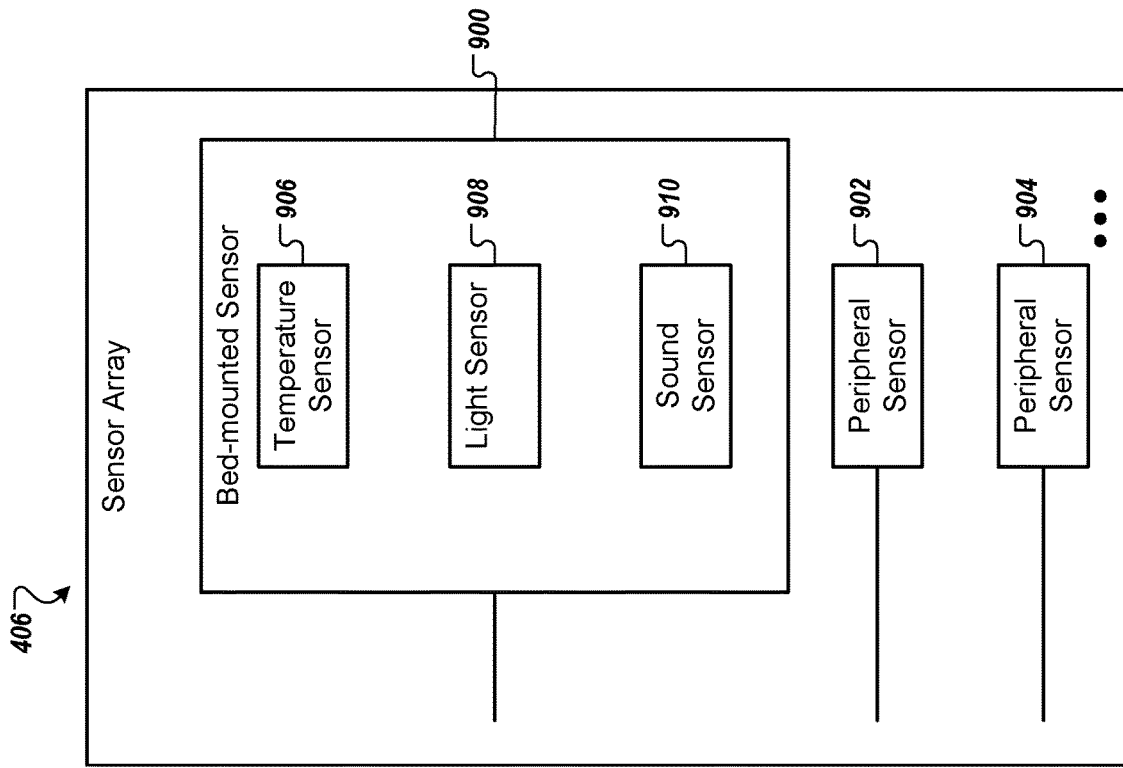 406
Sensor Array
Bed-mounted Sensor
900
Temperature
Sensor
906
Light Sensor
908
Sound
Sensor
910
Peripheral
Sensor
902
Peripheral
Sensor
904